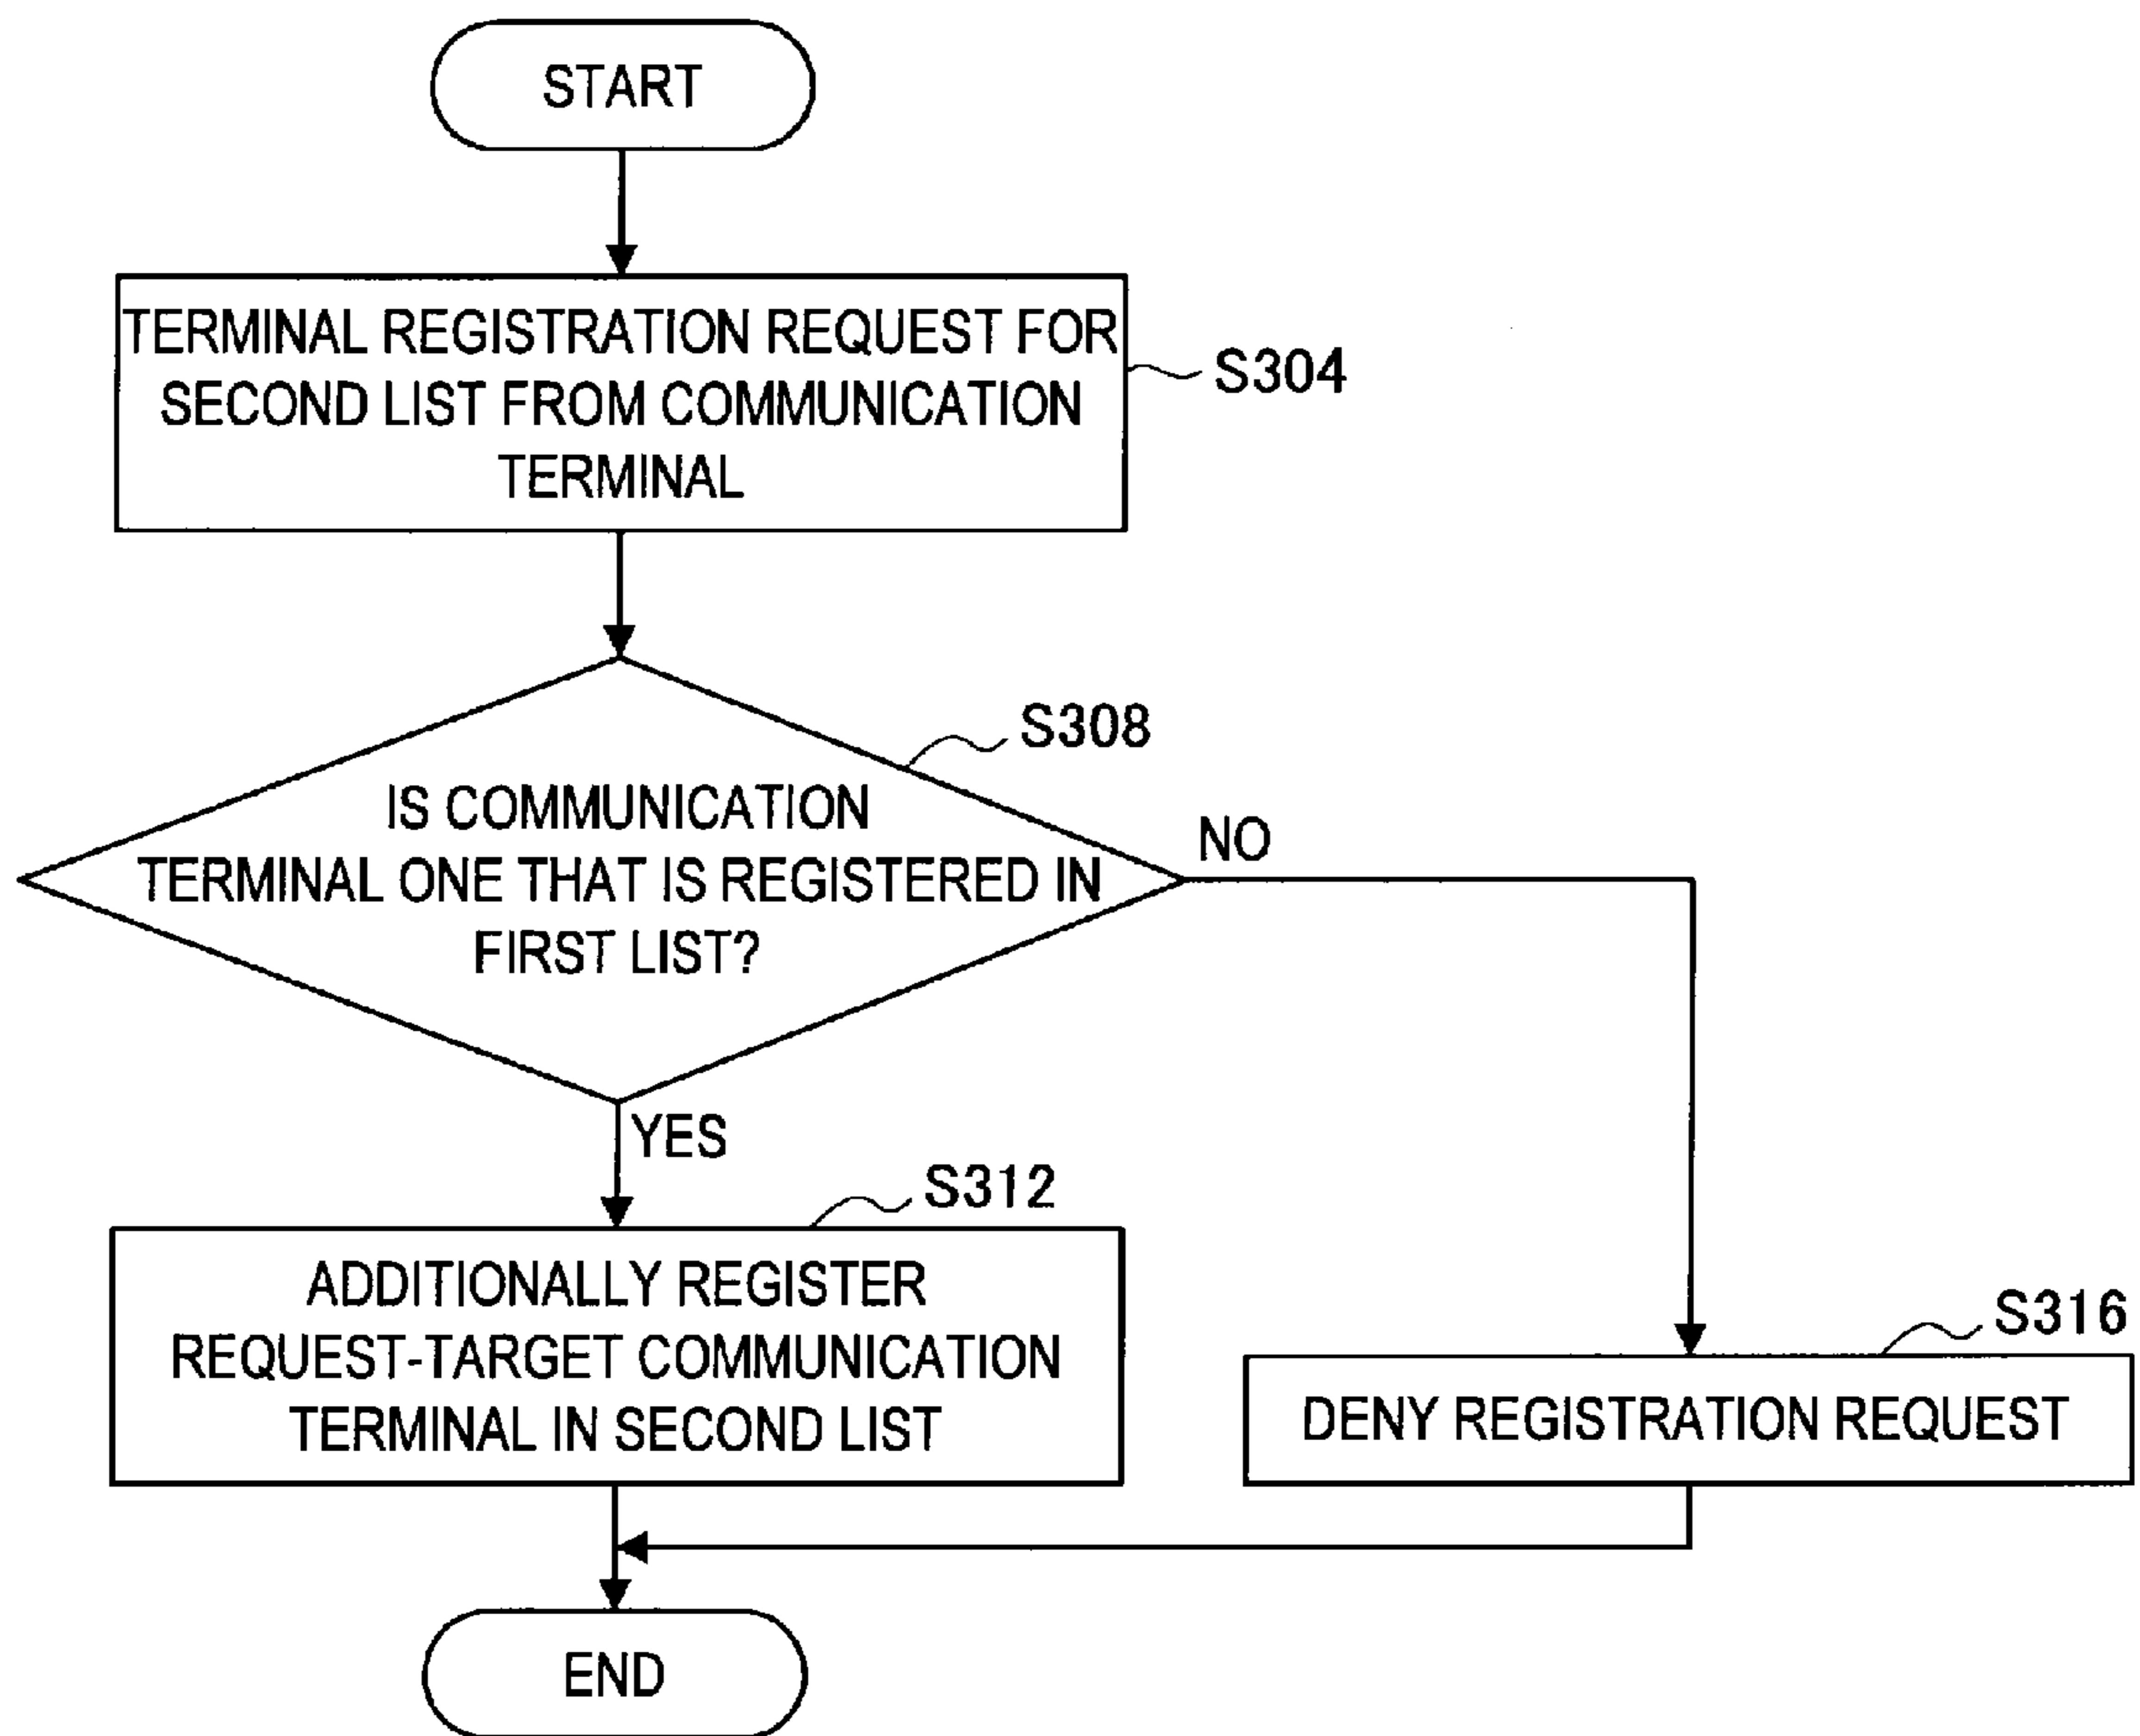 START
TERMINAL REGISTRATION REQUEST FOR
SECOND LIST FROM COMMUNICATION
TERMINAL
S304
S308
IS COMMUNICATION
TERMINAL ONE THAT IS REGISTERED IN
FIRST LIST?
NO
YES
S312
ADDITIONALLY REGISTER
REQUEST-TARGET COMMUNICATION
TERMINAL IN SECOND LIST
S316
DENY REGISTRATION REQUEST
END